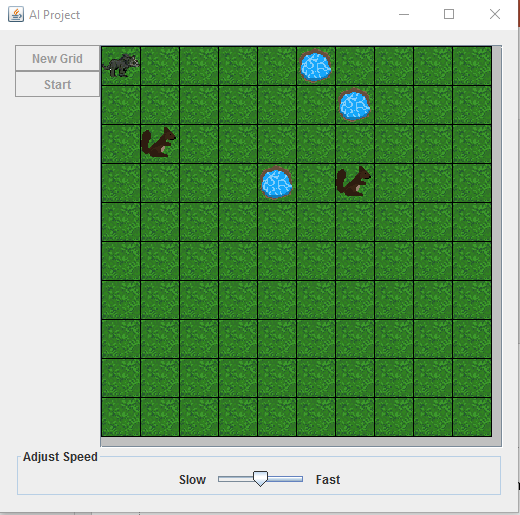 AI Project
New Grid
Start
Adjust Speed
Slow Fast